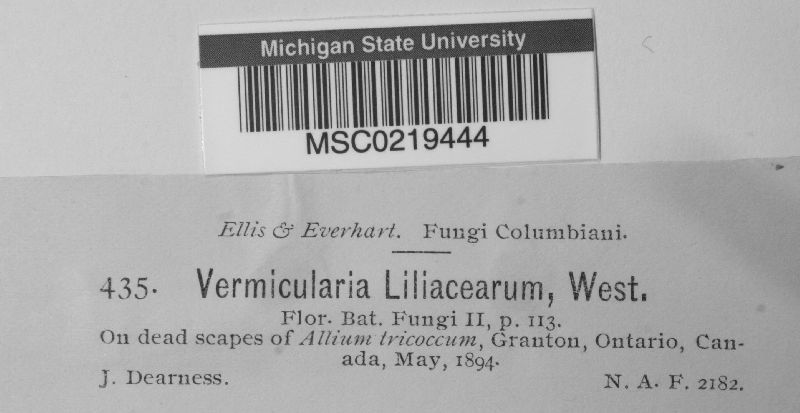 Michigan State University
MSC0219444
Ellis & Everhart. Fungi Columbiani.
435. Vermicularia Liliacearum, West.
Flor. Bat. Fungi II, p. 113.
On dead scapes of Allium tricoccum, Granton, Ontario, Can-
ada, May, 1894.
J. Dearness. N. A. F. 2182.